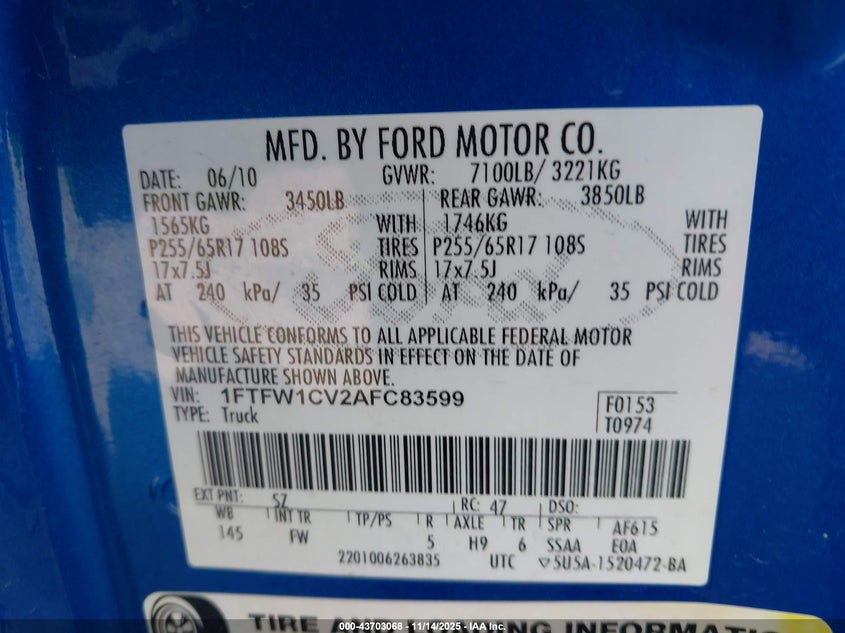 MFD. BY FORD MOTOR CO.
DATE: 06/10 GVWR: 7100LB/ 3221KG
FRONT GAWR: 3450LB REAR GAWR: 3850LB
1565KG WITH 1746KG WITH
P255/65R17 108S TIRES P255/65R17 108S TIRES
17x7.5J RIMS 17x7.5J RIMS
AT 240 kPa/ 35 PSI COLD AT 240 kPa/ 35 PSI COLD
THIS VEHICLE CONFORMS TO ALL APPLICABLE FEDERAL MOTOR
VEHICLE SAFETY STANDARDS IN EFFECT ON THE DATE OF
MANUFACTURE SHOWN ABOVE.
VIN: 1FTFW1CV2AFC83599 F0153
TYPE: Truck T0974
EXT PNT: SZ RC: 47 DSO:
WB INT TR TP/PS R AXLE TR SPR AF615
145 FW 5 H9 6 SSAA EOA
2201006263835 UTC ▽5U5A-1520472-BA
TIRE AND LOADING INFORMATI
000-43703068 - 11/14/2025 - IAA Inc.